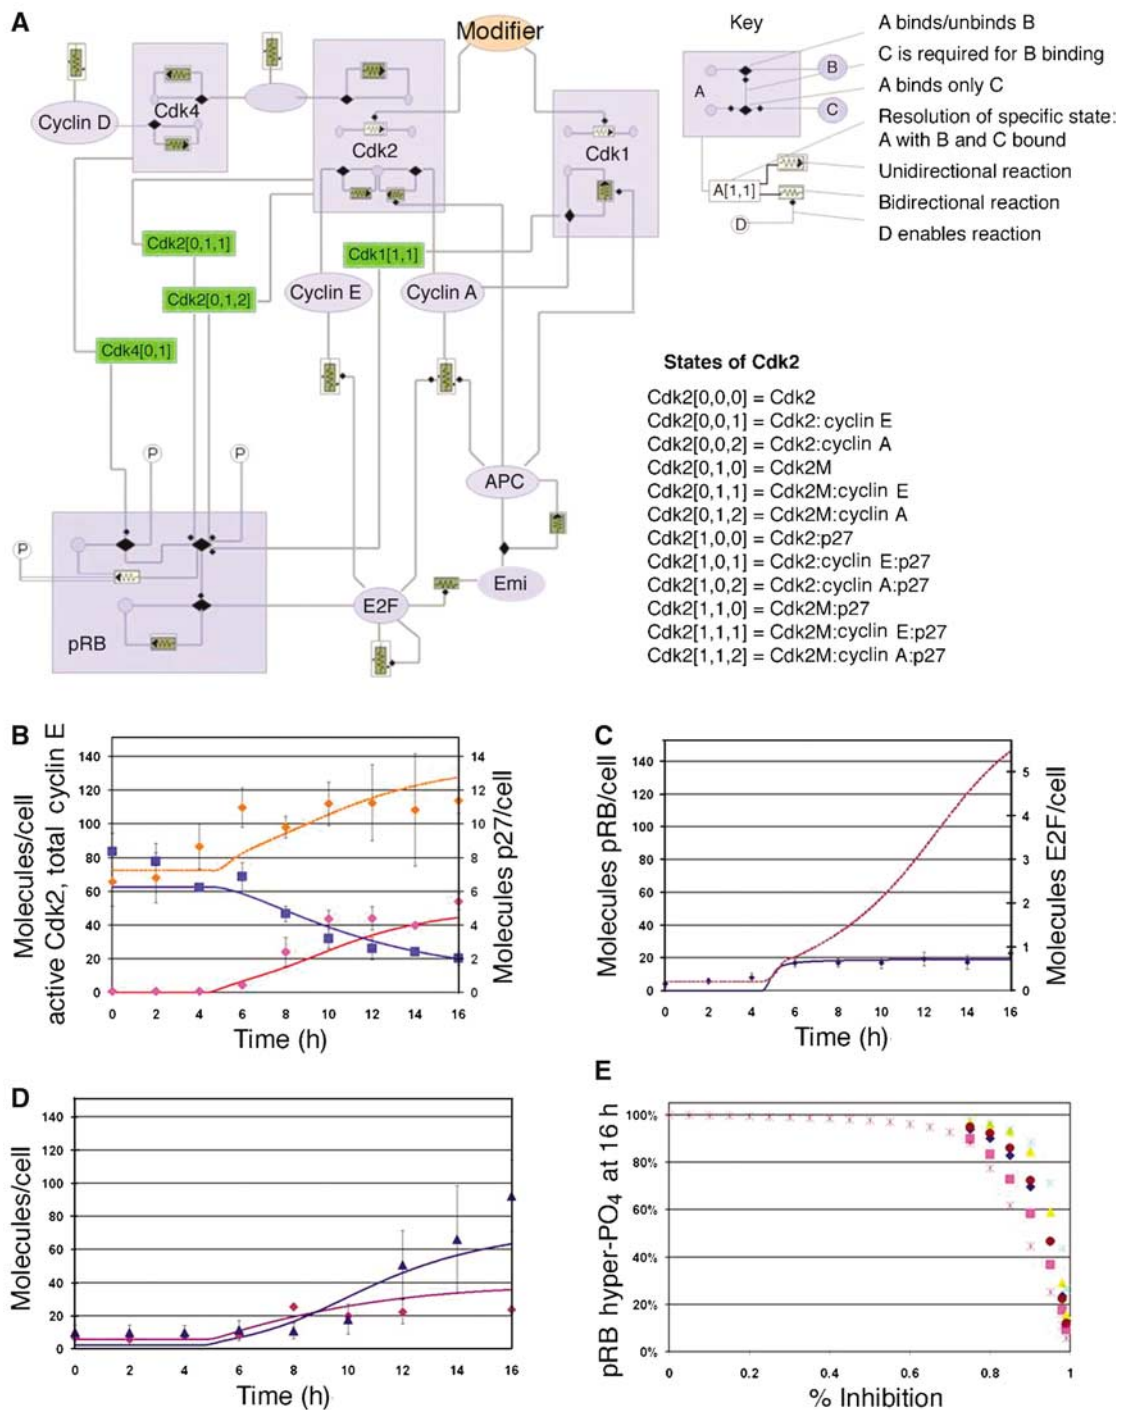 A
Modifier
Key
A binds/unbinds B
C is required for B binding
A binds only C
Resolution of specific state:
A with B and C bound
Unidirectional reaction
Bidirectional reaction
D enables reaction
A
B
C
A[1,1]
D
Cyclin D
Cdk4
Cdk2
Cdk1
Cdk2[0,1,1]
Cdk1[1,1]
Cdk2[0,1,2]
Cyclin E
Cyclin A
Cdk4[0,1]
P
P
P
APC
Emi
E2F
pRB
States of Cdk2
Cdk2[0,0,0] = Cdk2
Cdk2[0,0,1] = Cdk2:cyclin E
Cdk2[0,0,2] = Cdk2:cyclin A
Cdk2[0,1,0] = Cdk2M
Cdk2[0,1,1] = Cdk2M:cyclin E
Cdk2[0,1,2] = Cdk2M:cyclin A
Cdk2[1,0,0] = Cdk2:p27
Cdk2[1,0,1] = Cdk2:cyclin E:p27
Cdk2[1,0,2] = Cdk2:cyclin A:p27
Cdk2[1,1,0] = Cdk2M:p27
Cdk2[1,1,1] = Cdk2M:cyclin E:p27
Cdk2[1,1,2] = Cdk2M:cyclin A:p27
B
Molecules/cell
active Cdk2, total cyclin E
140
120
100
80
60
40
20
0
14
12
10
8
6
4
2
0
Molecules p27/cell
0 2 4 6 8 10 12 14 16
Time (h)
C
Molecules pRB/cell
140
120
100
80
60
40
20
0
5
4
3
2
1
0
Molecules E2F/cell
0 2 4 6 8 10 12 14 16
Time (h)
D
Molecules/cell
140
120
100
80
60
40
20
0
0 2 4 6 8 10 12 14 16
Time (h)
E
pRB hyper-PO4 at 16 h
100%
80%
60%
40%
20%
0%
0 0.2 0.4 0.6 0.8 1
% Inhibition